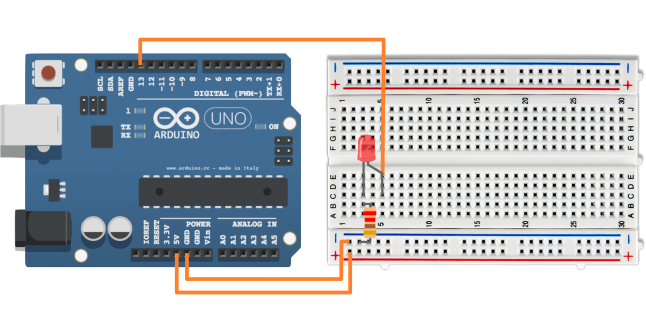 SCL
SDA
AREF
GND
13
12
~11
~10
~9
8
7
6
5
4
3
2
TX→1
RX←0
DIGITAL (PWM~)
1
TX
RX
ARDUINO
UNO
ON
www.arduino.cc - made in Italy
POWER
ANALOG IN
IOREF
RESET
3.3V
5V
GND
GND
Vin
A0
A1
A2
A3
A4
A5
1
5
10
15
20
25
30
J
I
H
G
F
E
D
C
B
A
1
5
10
15
20
25
30